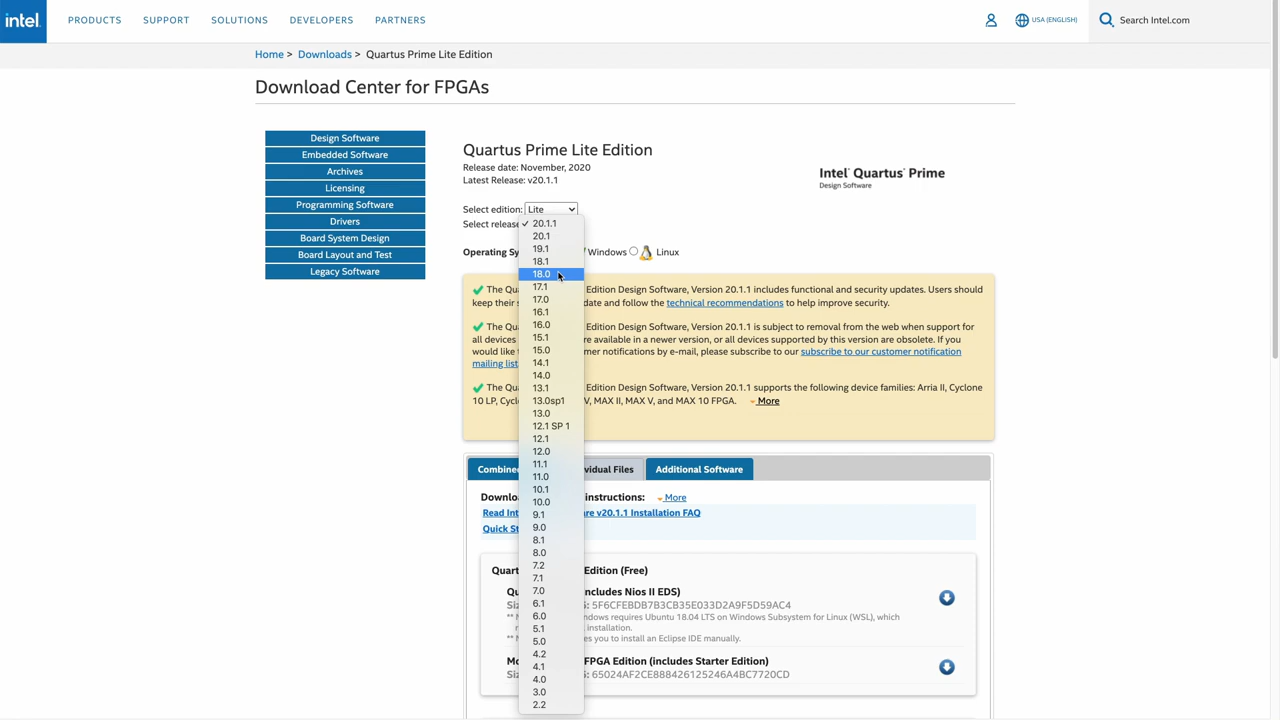 intel.
PRODUCTS
SUPPORT
SOLUTIONS
DEVELOPERS
PARTNERS
USA (ENGLISH)
Search Intel.com
Home > Downloads > Quartus Prime Lite Edition
Download Center for FPGAs
Design Software
Embedded Software
Archives
Licensing
Programming Software
Drivers
Board System Design
Board Layout and Test
Legacy Software
Quartus Prime Lite Edition
Release date: November, 2020
Latest Release: v20.1.1
Intel® Quartus® Prime
Design Software
Select edition: Lite
Select release
✓ 20.1.1
20.1
19.1
18.1
18.0
17.1
17.0
16.1
16.0
15.1
15.0
14.1
14.0
13.1
13.0sp1
13.0
12.1 SP 1
12.1
12.0
11.1
11.0
10.1
10.0
9.1
9.0
8.1
8.0
7.2
7.1
7.0
6.1
6.0
5.1
5.0
4.2
4.1
4.0
3.0
2.2
Operating Sy
Windows
Linux
The Qu Edition Design Software, Version 20.1.1 includes functional and security updates. Users should
keep their date and follow the technical recommendations to help improve security.
The Qu Edition Design Software, Version 20.1.1 is subject to removal from the web when support for
all devices re available in a newer version, or all devices supported by this version are obsolete. If you
would like mer notifications by e-mail, please subscribe to our subscribe to our customer notification
mailing list
The Qu Edition Design Software, Version 20.1.1 supports the following device families: Arria II, Cyclone
10 LP, Cyc V, MAX II, MAX V, and MAX 10 FPGA. More
Combine
vidual Files
Additional Software
Downlo nstructions: More
Read Int re v20.1.1 Installation FAQ
Quick St
Quart Edition (Free)
Qu ncludes Nios II EDS)
Siz : 5F6CFEBDB7B3CB35E033D2A9F5D59AC4
** ndows requires Ubuntu 18.04 LTS on Windows Subsystem for Linux (WSL), which
installation.
** es you to install an Eclipse IDE manually.
Mo FPGA Edition (includes Starter Edition)
Siz : 65024AF2CE888426125246A4BC7720CD